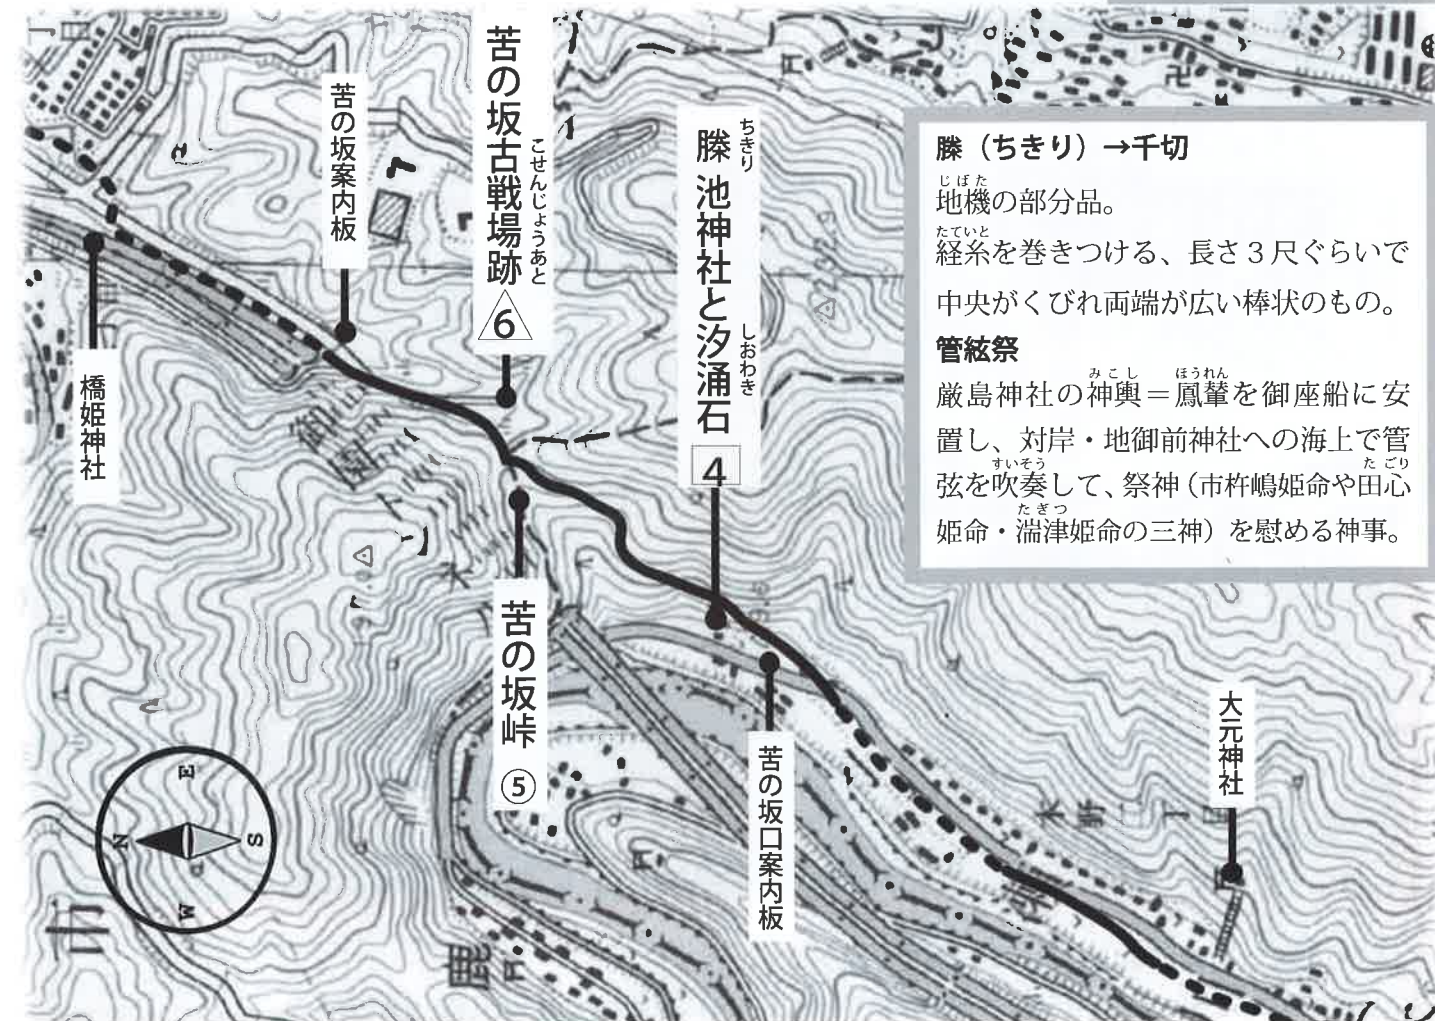 苦の坂案内板
苦の坂古戦場跡
こせんじょうあと
6
ちきり
滕池神社と汐涌石
しおわき
4
橋姫神社
御園
苦の坂峠
⑤
苦の坂口案内板
大元神社
木野一丁目
市
鹿
E
N
S
W
滕（ちきり）→千切
じばた
地機の部分品。
たていと
経糸を巻きつける、長さ３尺ぐらいで
中央がくびれ両端が広い棒状のもの。
管絃祭
みこし ほうれん
厳島神社の神輿＝鳳輦を御座船に安
置し、対岸・地御前神社への海上で管
すいそう たごり
弦を吹奏して、祭神（市杵嶋姫命や田心
たぎつ
姫命・湍津姫命の三神）を慰める神事。